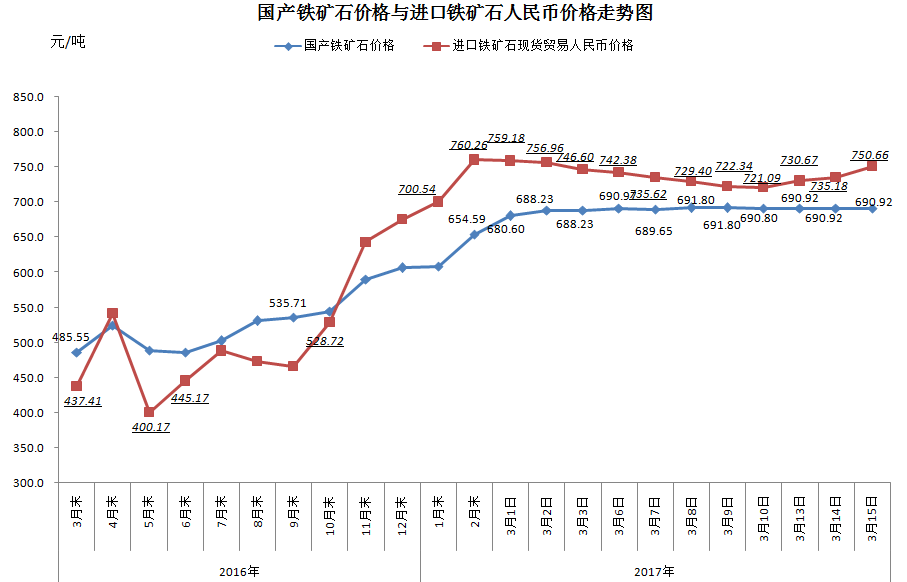 国产铁矿石价格与进口铁矿石人民币价格走势图
元/吨
国产铁矿石价格 进口铁矿石现货贸易人民币价格
850.0
800.0
750.0
700.0
650.0
600.0
550.0
500.0
450.0
400.0
350.0
300.0
485.55
535.71
654.59
680.60
688.23
688.23
690.97
689.65
691.80
691.80
690.80
690.92
690.92
690.92
437.41
400.17
445.17
528.72
700.54
760.26
759.18
756.96
746.60
742.38
735.62
729.40
722.34
721.09
730.67
735.18
750.66
3月末
4月末
5月末
6月末
7月末
8月末
9月末
10月末
11月末
12月末
1月末
2月末
3月1日
3月2日
3月3日
3月6日
3月7日
3月8日
3月9日
3月10日
3月13日
3月14日
3月15日
2016年 2017年